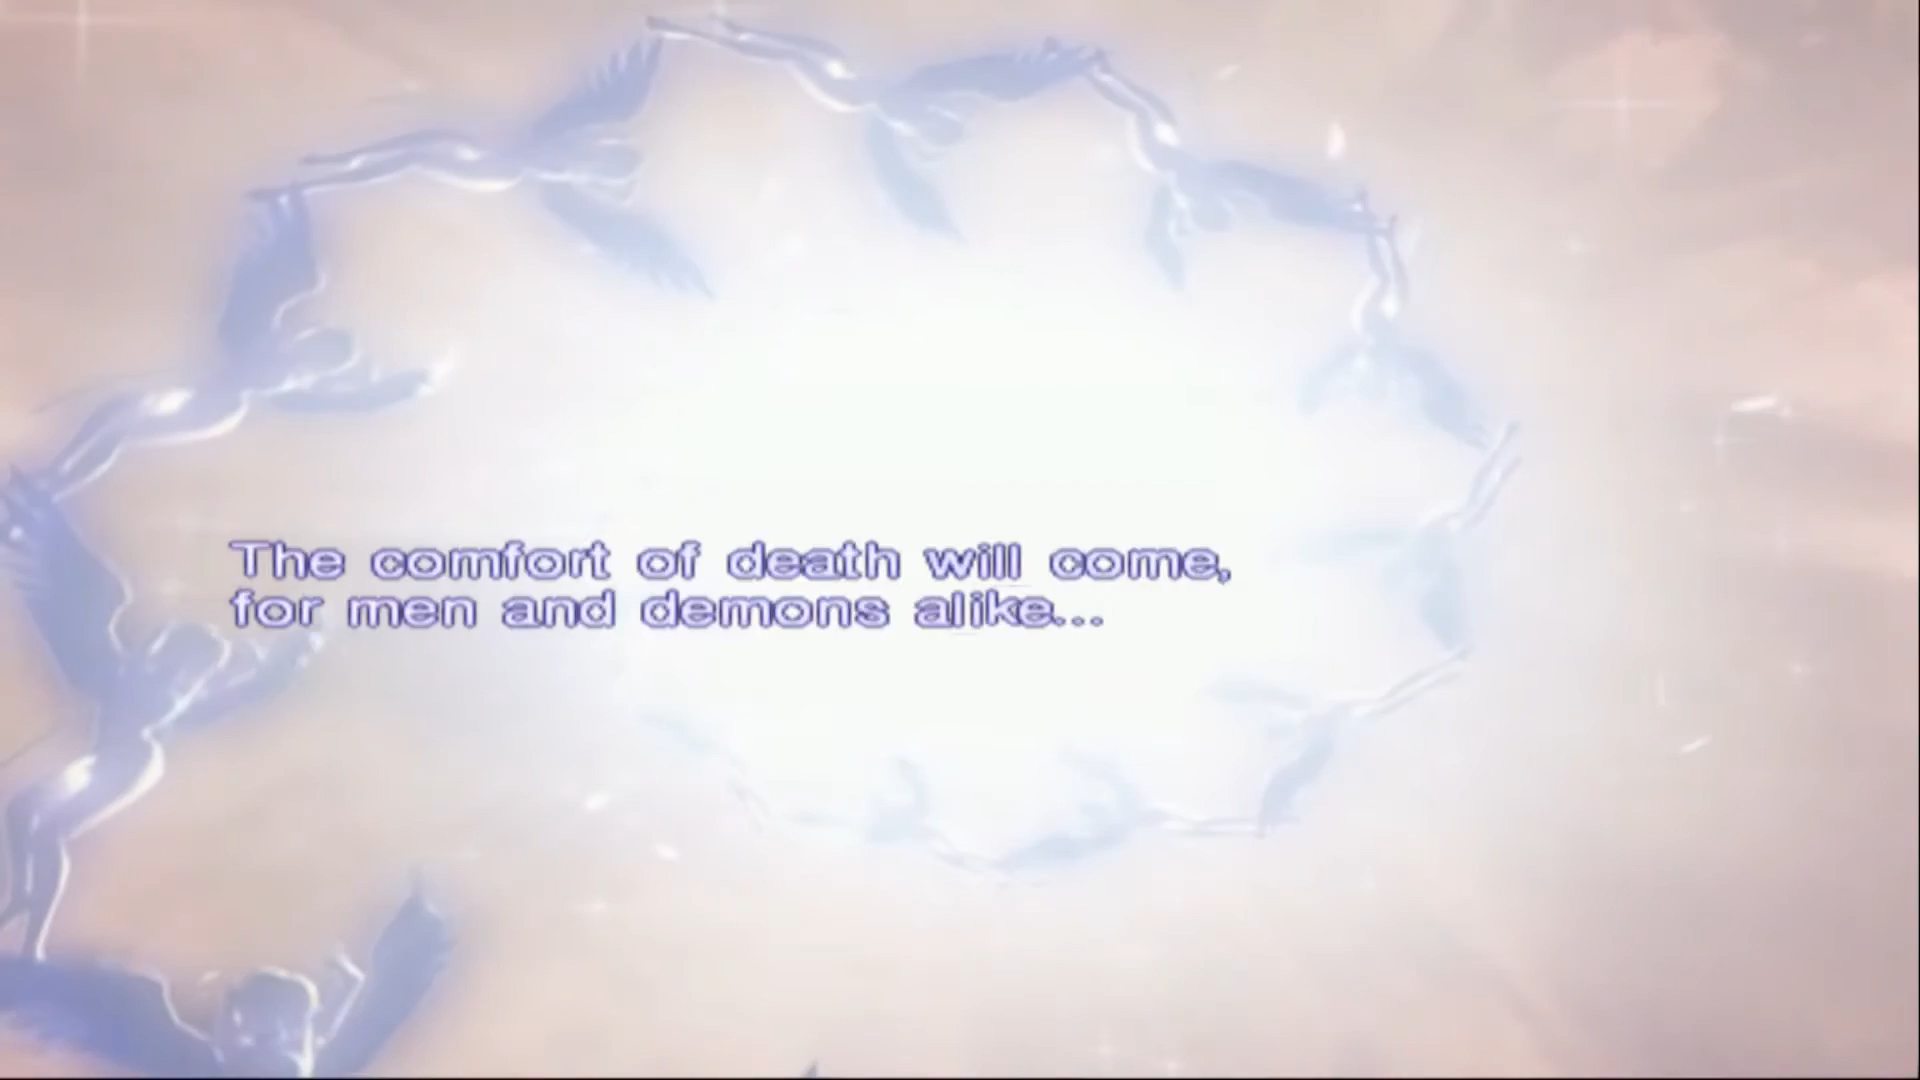 The comfort of death will come,
for men and demons alike...